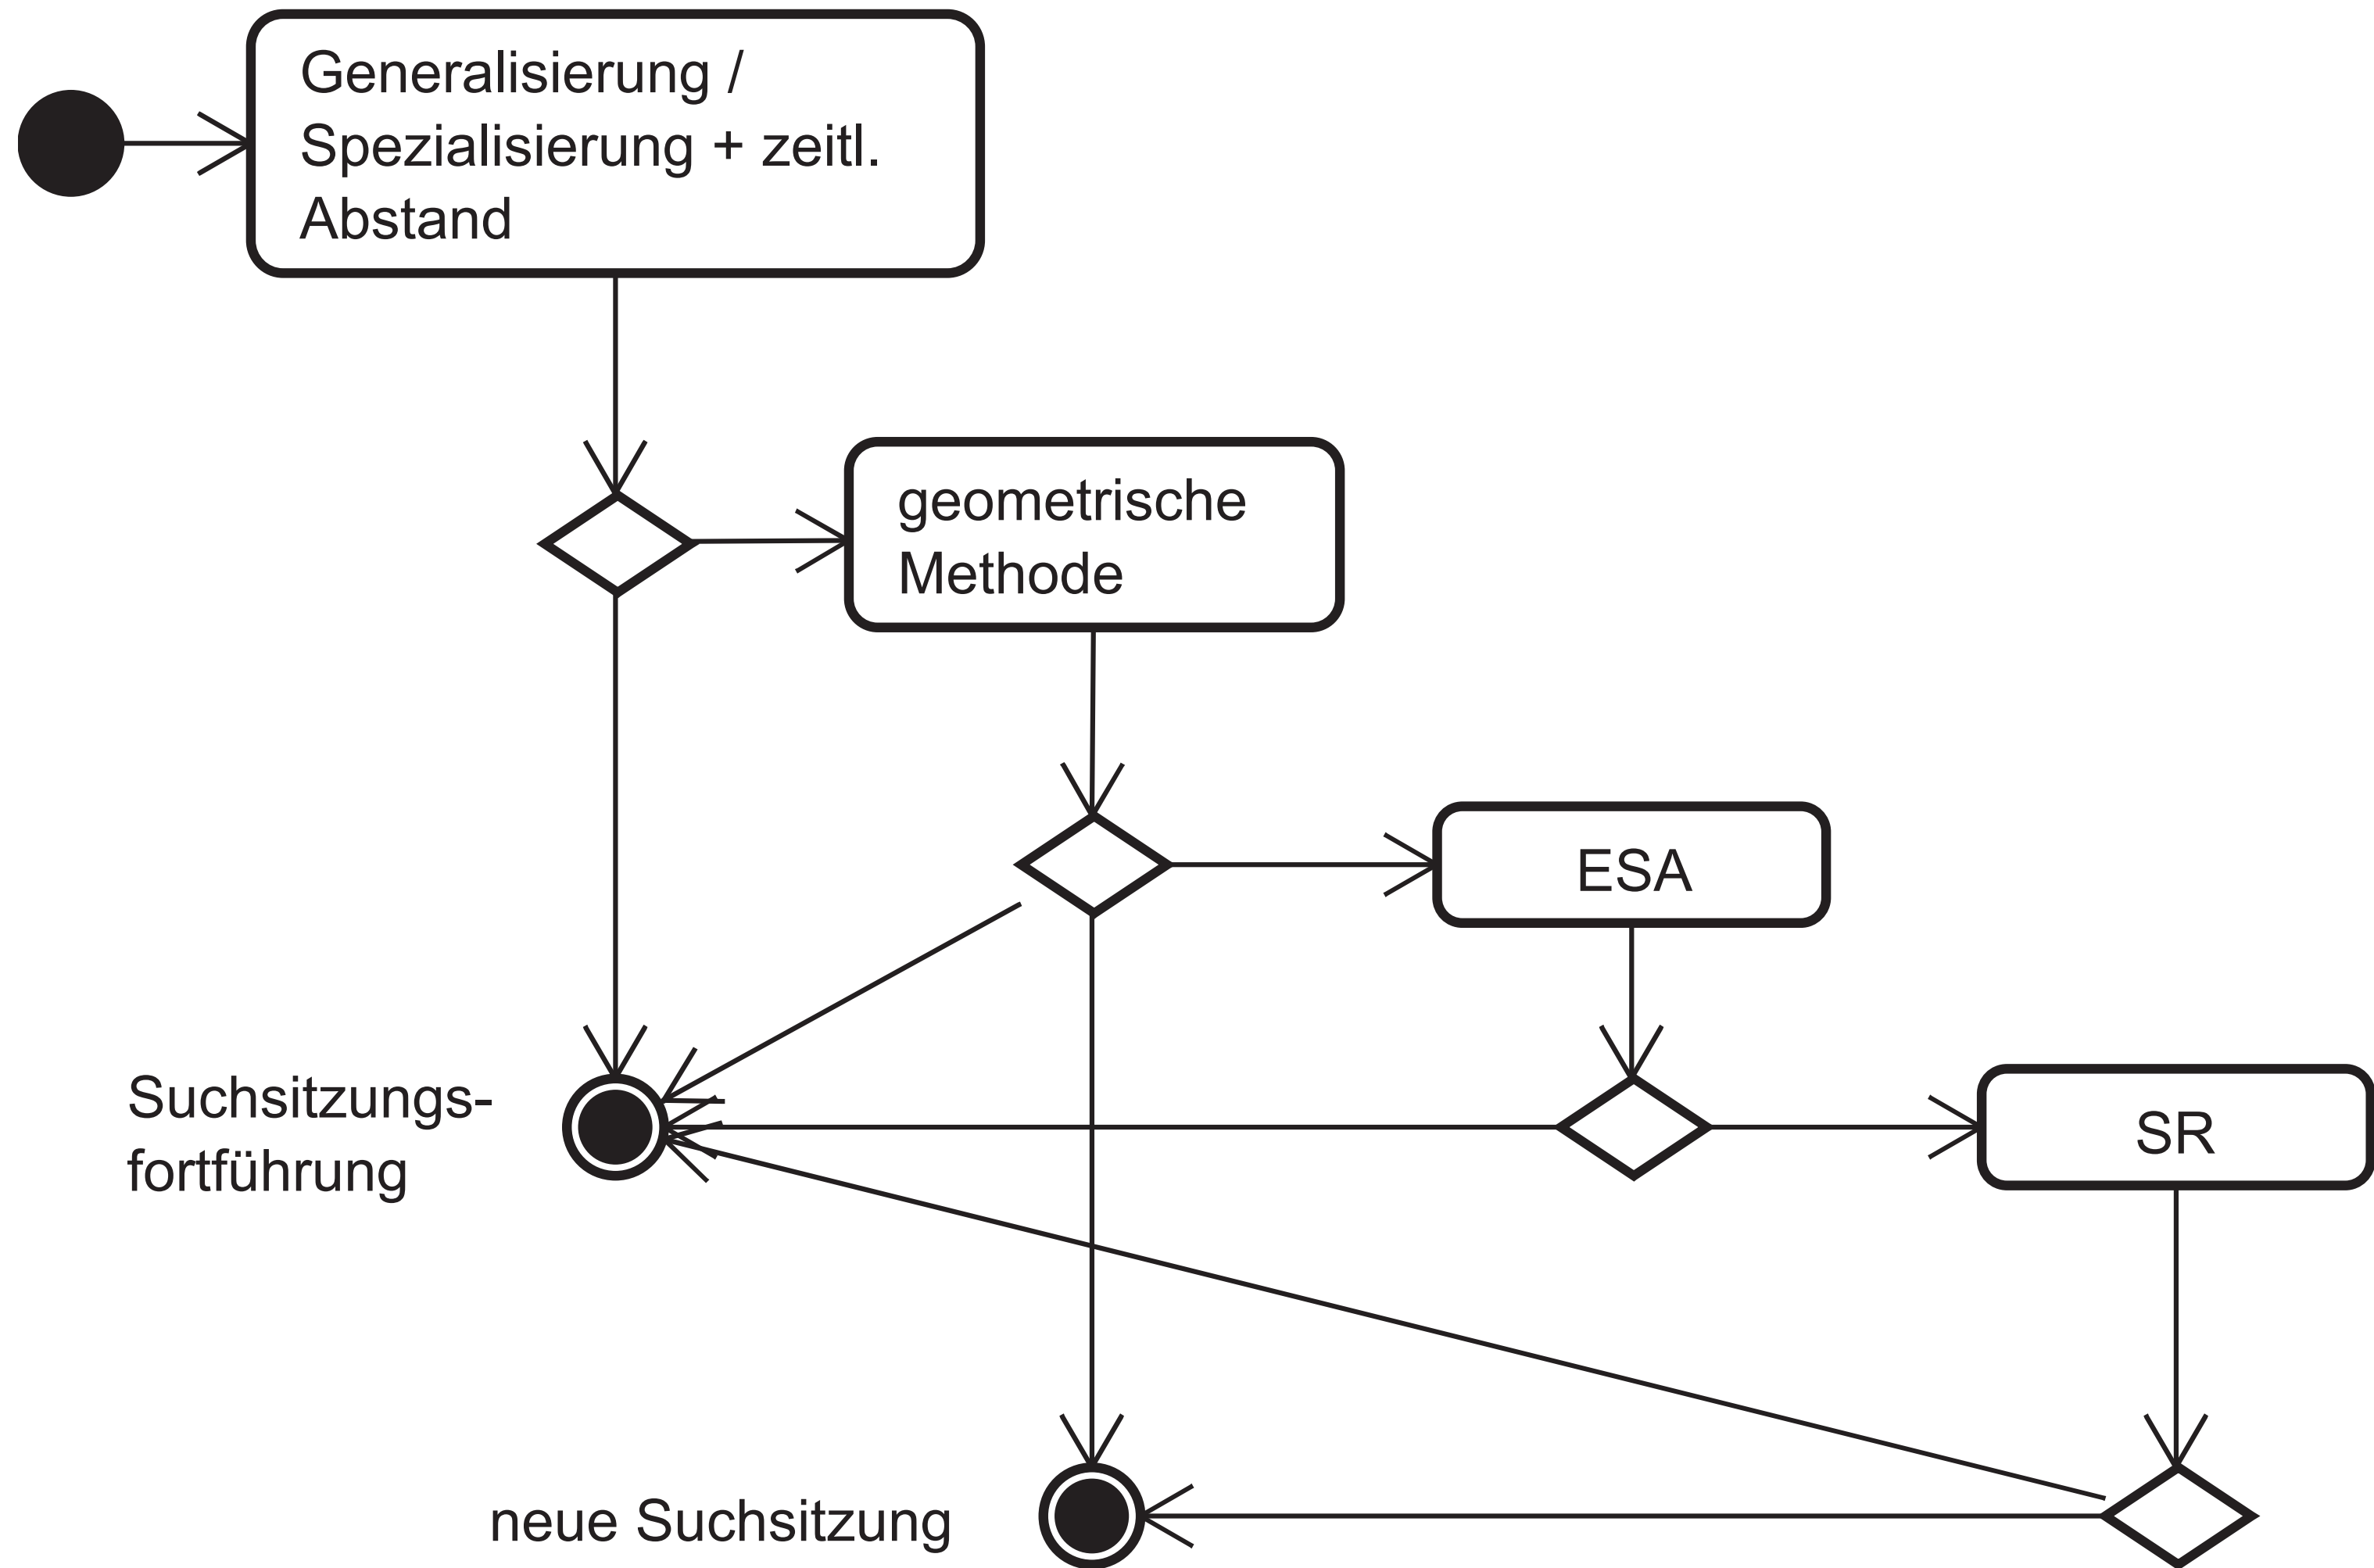 Generalisierung /
Spezialisierung + zeitl.
Abstand
geometrische
Methode
ESA
Suchsitzungs-
fortführung
SR
neue Suchsitzung